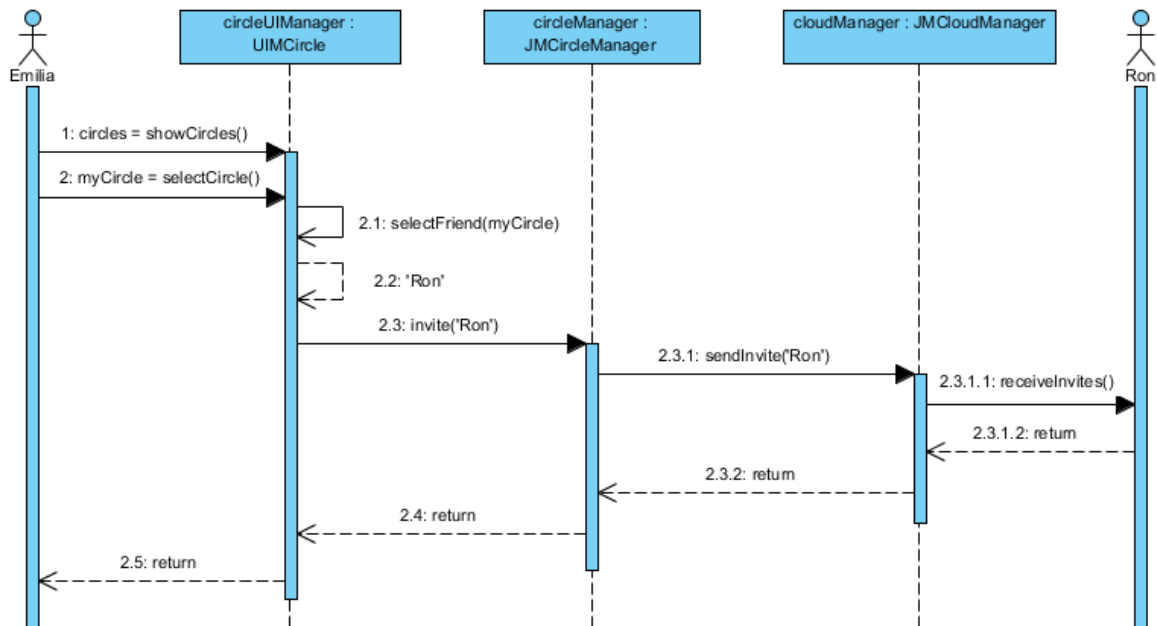 circleUIManager :
UIMCircle
circleManager :
JMCircleManager
cloudManager : JMCloudManager
Emilia
Ron
1: circles = showCircles()
2: myCircle = selectCircle()
2.1: selectFriend(myCircle)
2.2: "Ron"
2.3: invite("Ron")
2.3.1: sendInvite("Ron")
2.3.1.1: receiveInvites()
2.3.1.2: return
2.3.2: return
2.4: return
2.5: return